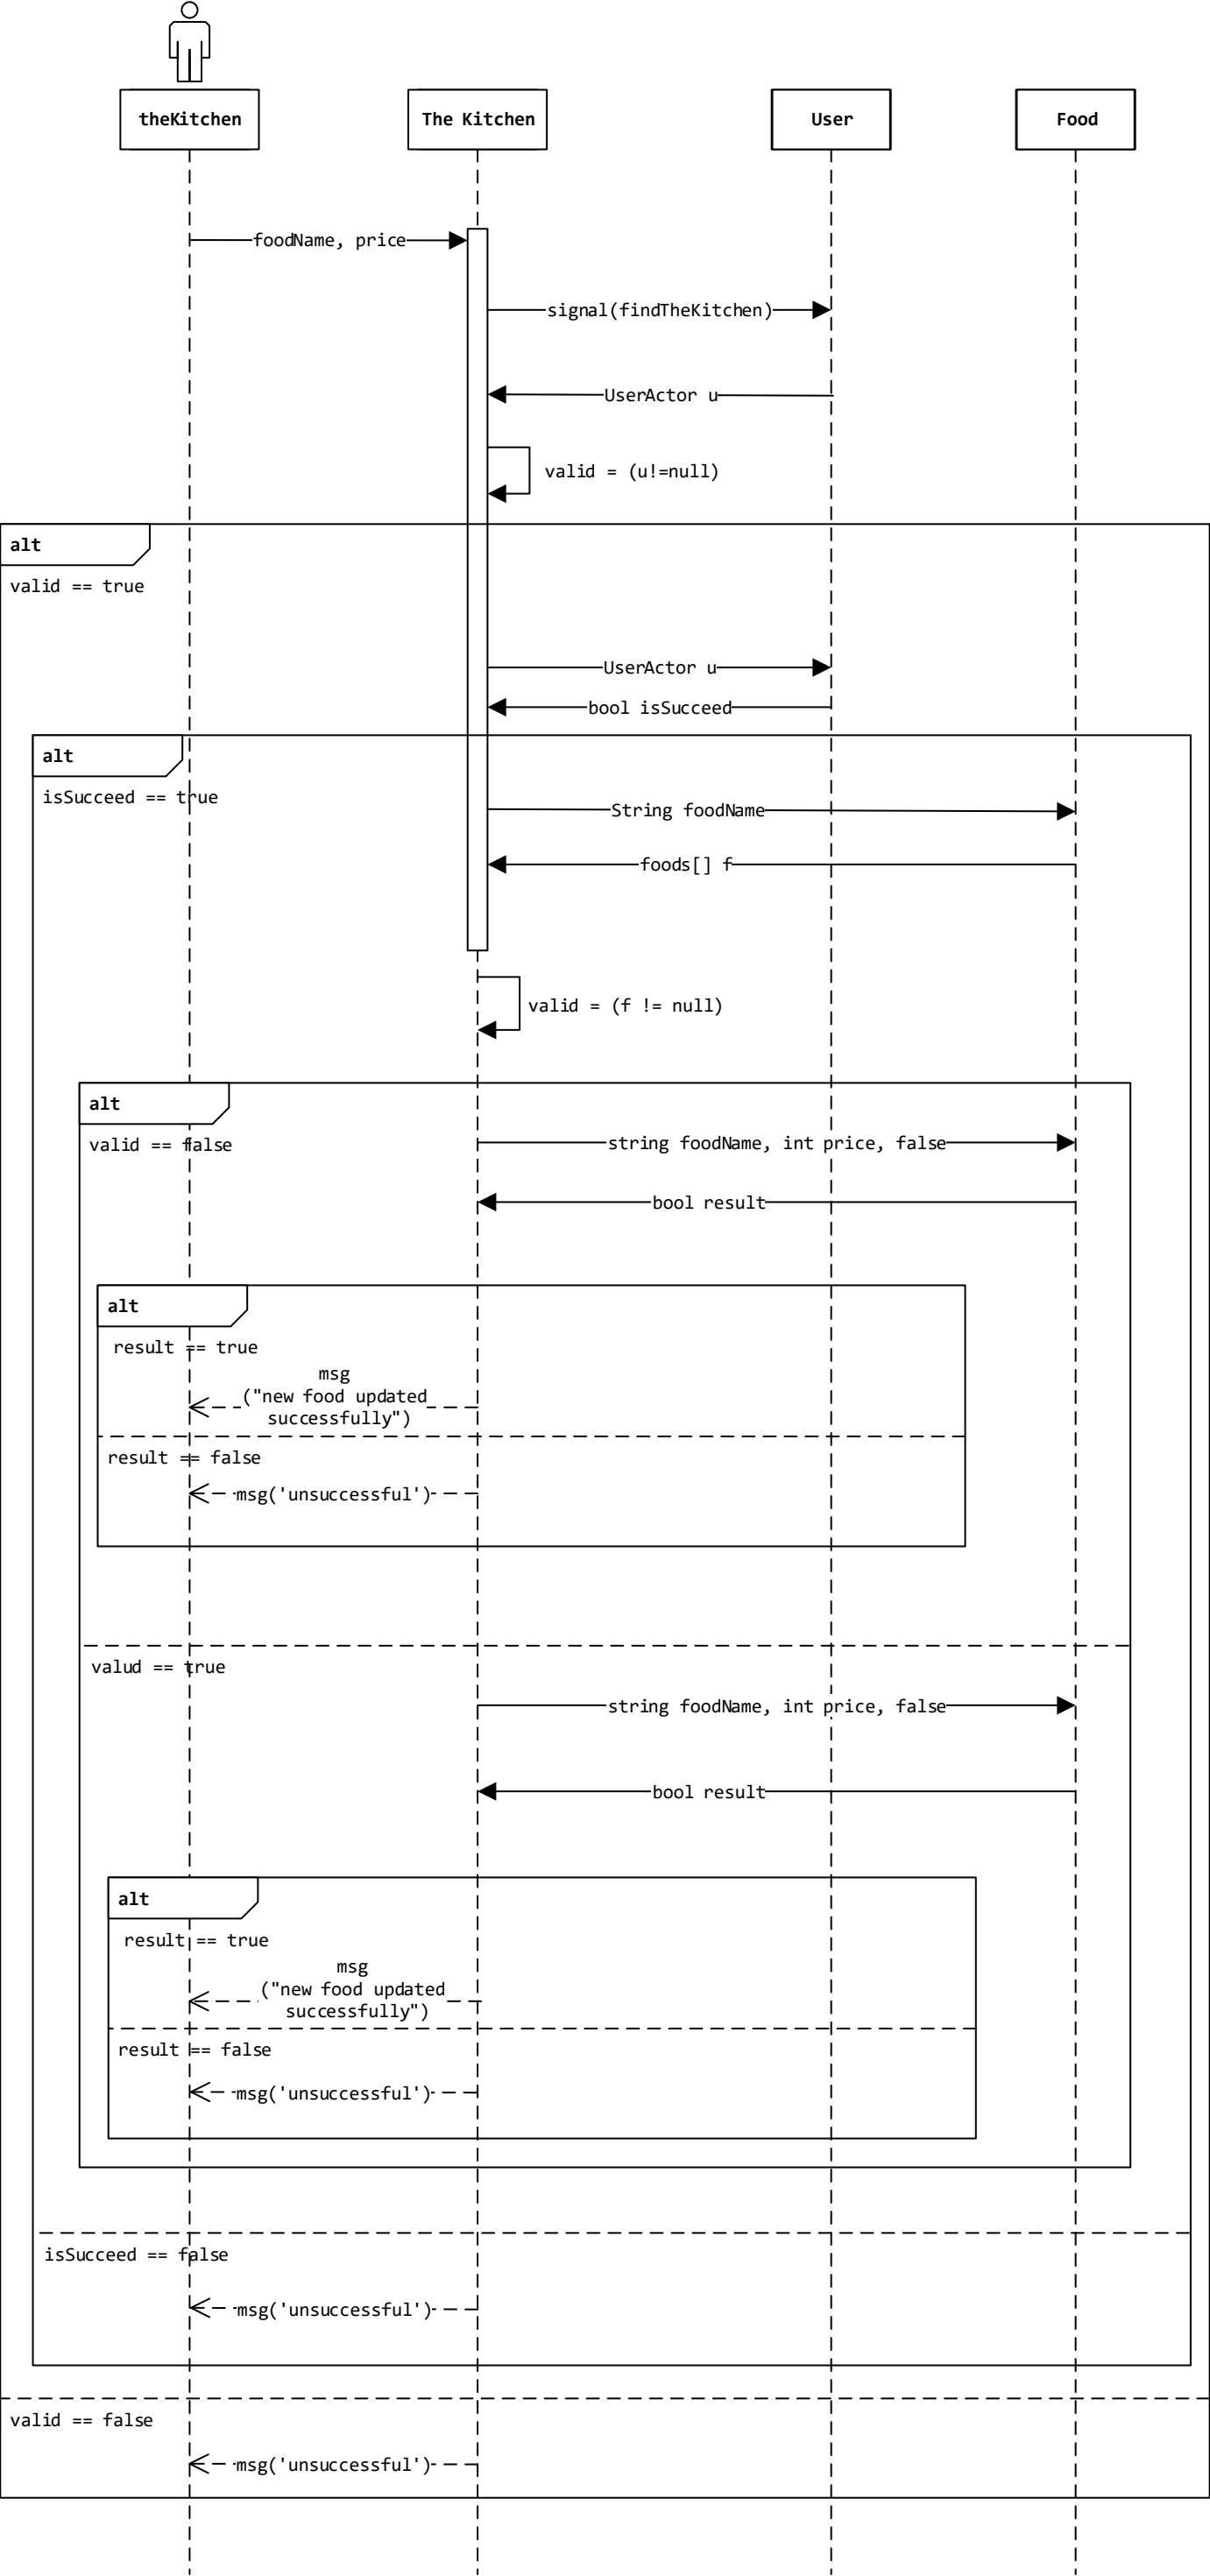 theKitchen
The Kitchen
User
Food
foodName, price
signal(findTheKitchen)
UserActor u
valid = (u!=null)
alt
valid == true
UserActor u
bool isSucceed
alt
isSucceed == true
String foodName
foods[] f
valid = (f != null)
alt
valid == false
string foodName, int price, false
bool result
alt
result == true
msg
("new food updated
successfully")
result == false
msg('unsuccessful')
valud == true
string foodName, int price, false
bool result
alt
result == true
msg
("new food updated
successfully")
result == false
msg('unsuccessful')
isSucceed == false
msg('unsuccessful')
valid == false
msg('unsuccessful')